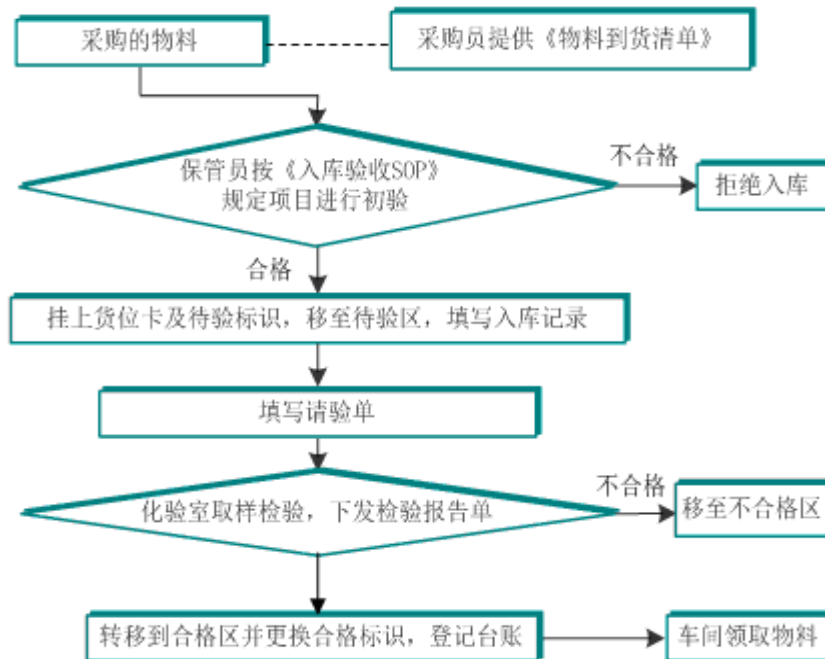 采购的物料
采购员提供《物料到货清单》
保管员按《入库验收SOP》
规定项目进行初验
不合格
拒绝入库
合格
挂上货位卡及待验标识，移至待验区，填写入库记录
填写请验单
化验室取样检验，下发检验报告单
不合格
移至不合格区
转移到合格区并更换合格标识，登记台账
车间领取物料